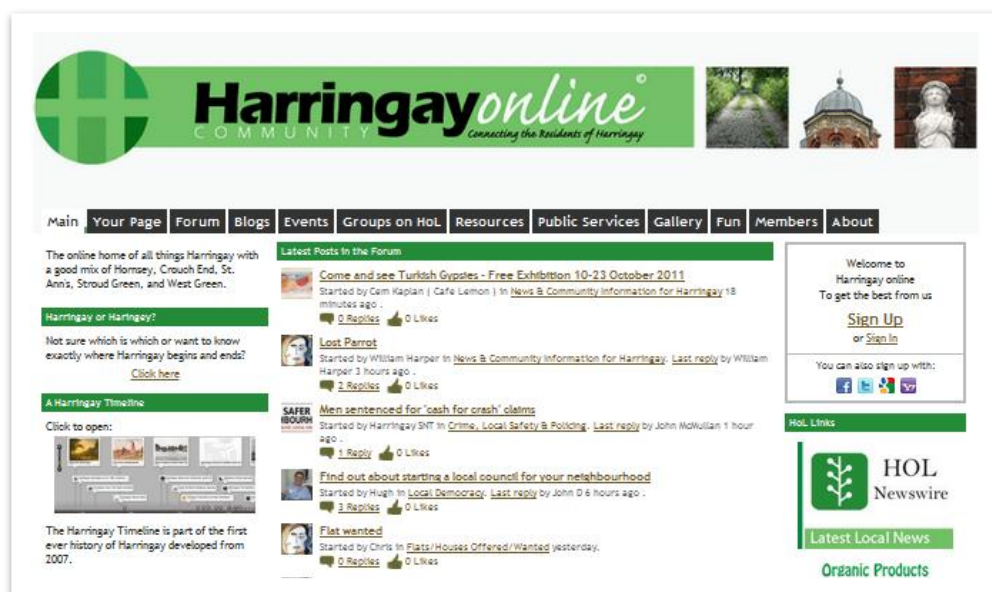 Harringayonline©
COMMUNITY
Connecting the Residents of Harringay
Main Your Page Forum Blogs Events Groups on HoL Resources Public Services Gallery Fun Members About
The online home of all things Harringay with
a good mix of Hornsey, Crouch End, St.
Ann's, Stroud Green, and West Green.
Harringay or Haringey?
Not sure which is which or want to know
exactly where Harringay begins and ends?
Click here
A Harringay Timeline
Click to open:
The Harringay Timeline is part of the first
ever history of Harringay developed from
2007.
Latest Posts in the Forum
Come and see Turkish Gypsies - Free Exhibition 10-23 October 2011
Started by Cem Kaplan ( Cafe Lemon ) in News & Community Information for Harringay 18
minutes ago .
0 Replies 0 Likes
Lost Parrot
Started by William Harper in News & Community Information for Harringay. Last reply by William
Harper 3 hours ago .
2 Replies 0 Likes
SAFER
Men sentenced for 'cash for crash' claims
Started by Harringay SNT in Crime, Local Safety & Policing. Last reply by John McMullan 1 hour
ago .
1 Reply 0 Likes
Find out about starting a local council for your neighbourhood
Started by Hugh in Local Democracy. Last reply by John D 6 hours ago .
3 Replies 0 Likes
Flat wanted
Started by Chris in Flats/Houses Offered/Wanted yesterday.
0 Replies 0 Likes
Welcome to
Harringay online
To get the best from us
Sign Up
or Sign In
You can also sign up with:
HoL Links
HOL
Newswire
Latest Local News
Organic Products